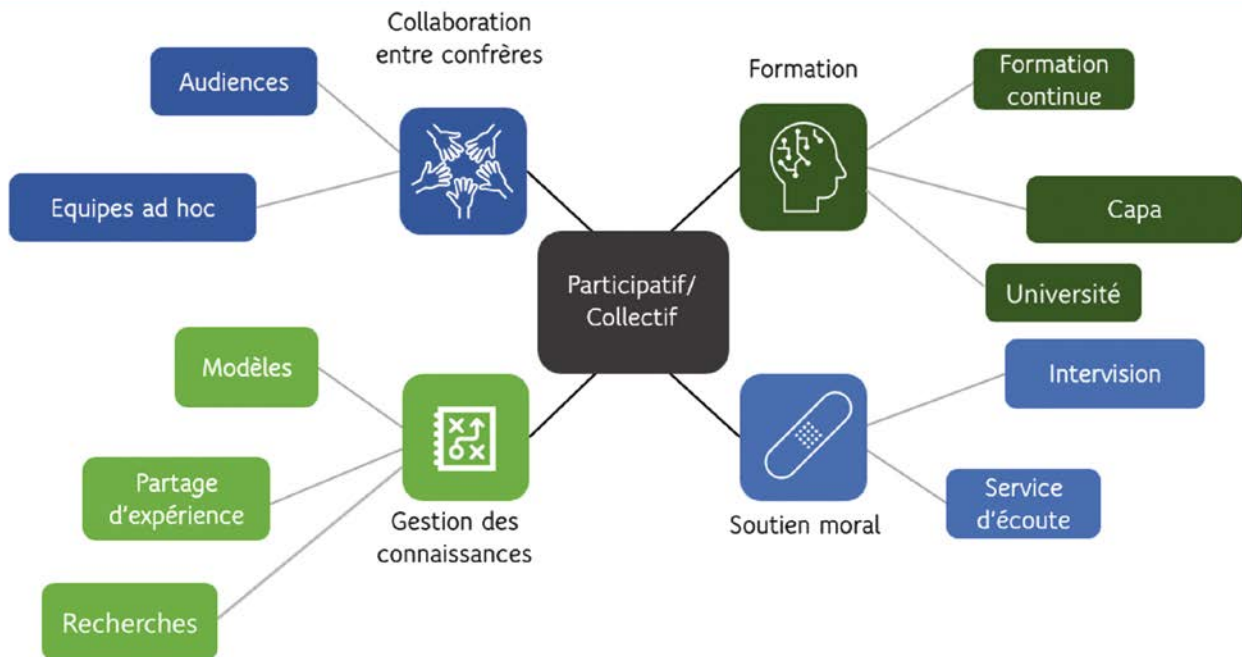 Collaboration
entre confrères
Audiences
Equipes ad hoc
Formation
Formation
continue
Capa
Université
Participatif/
Collectif
Modèles
Partage
d'expérience
Recherches
Gestion des
connaissances
Soutien moral
Intervision
Service
d'écoute